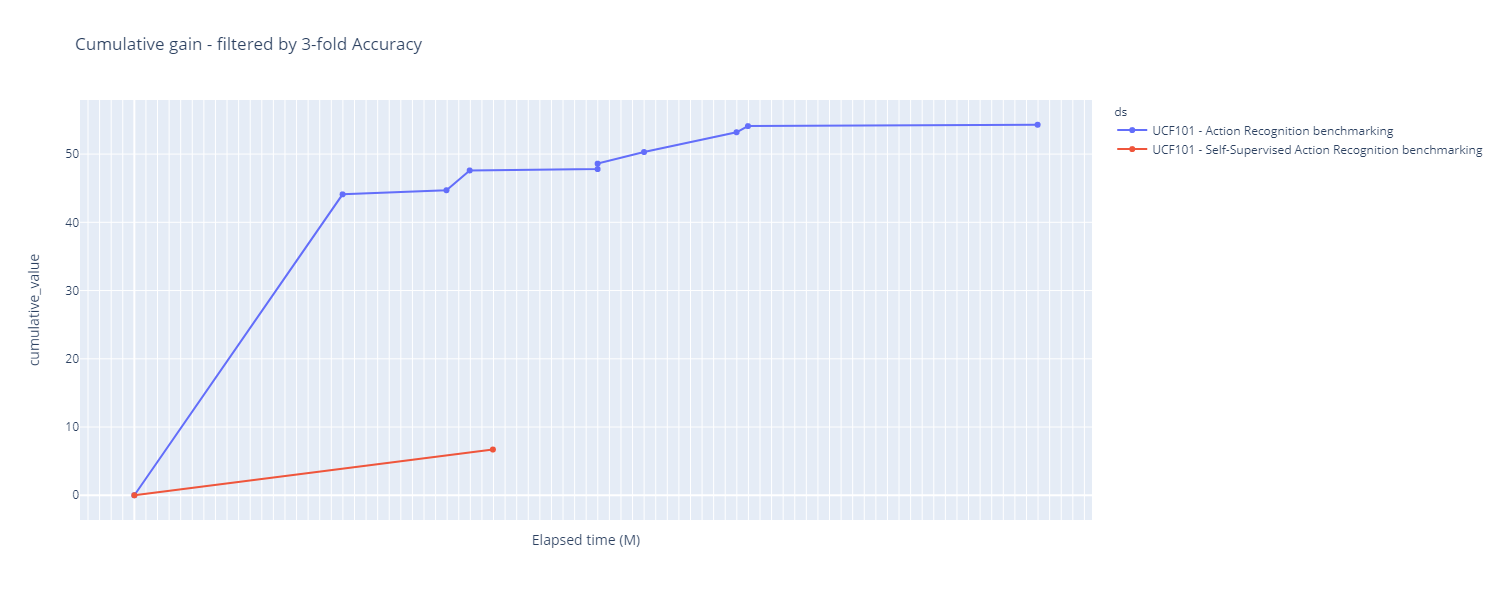 Cumulative gain - filtered by 3-fold Accuracy
ds
UCF101 - Action Recognition benchmarking
UCF101 - Self-Supervised Action Recognition benchmarking
cumulative_value
50
40
30
20
10
0
Elapsed time (M)